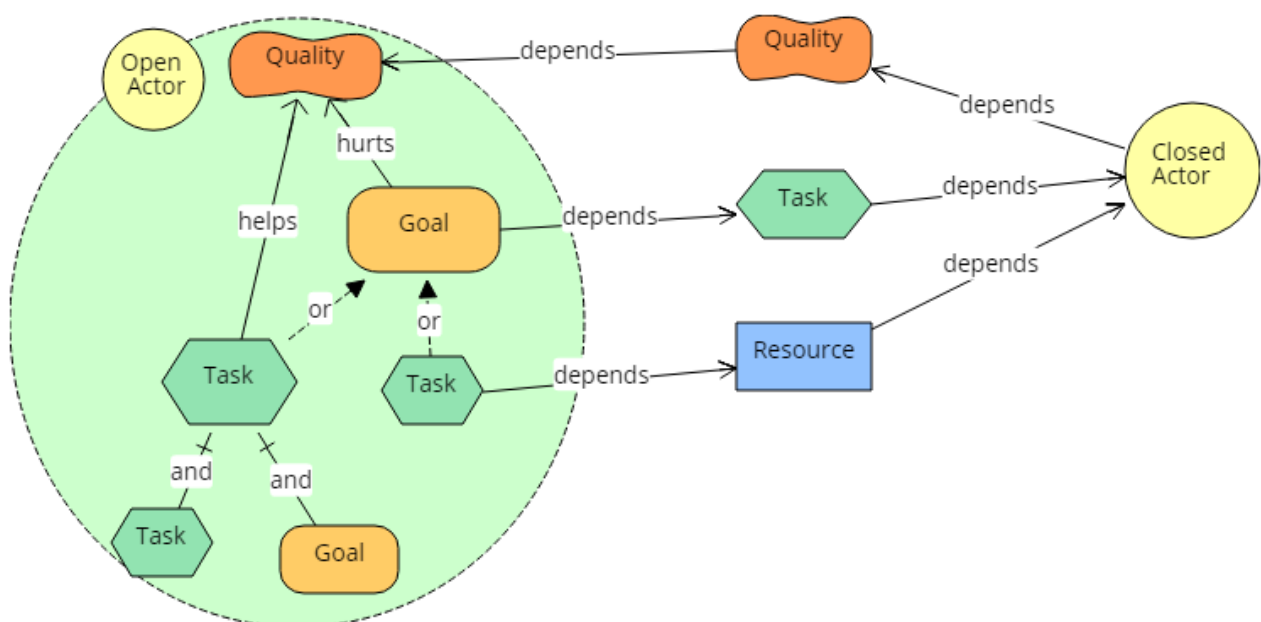 Open
Actor
Quality
depends
Quality
depends
Closed
Actor
hurts
helps
Goal
depends
Task
depends
or
or
depends
Task
Task
depends
Resource
and
and
Task
Goal